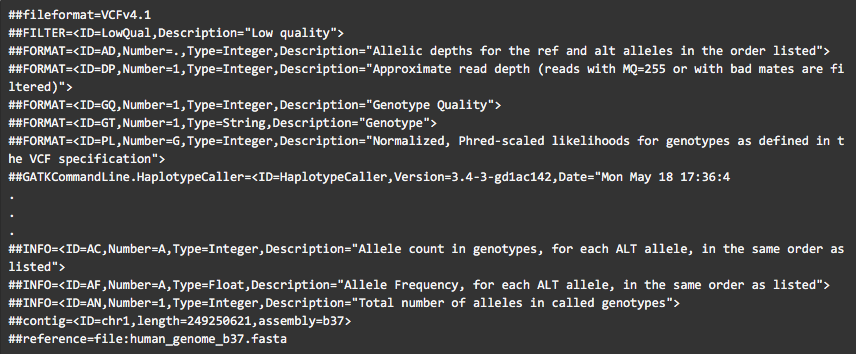 ##fileformat=VCFv4.1
##FILTER=<ID=LowQual,Description="Low quality">
##FORMAT=<ID=AD,Number=.,Type=Integer,Description="Allelic depths for the ref and alt alleles in the order listed">
##FORMAT=<ID=DP,Number=1,Type=Integer,Description="Approximate read depth (reads with MQ=255 or with bad mates are fi
ltered)">
##FORMAT=<ID=GQ,Number=1,Type=Integer,Description="Genotype Quality">
##FORMAT=<ID=GT,Number=1,Type=String,Description="Genotype">
##FORMAT=<ID=PL,Number=G,Type=Integer,Description="Normalized, Phred-scaled likelihoods for genotypes as defined in t
he VCF specification">
##GATKCommandLine.HaplotypeCaller=<ID=HaplotypeCaller,Version=3.4-3-gd1ac142,Date="Mon May 18 17:36:4
.
.
.
##INFO=<ID=AC,Number=A,Type=Integer,Description="Allele count in genotypes, for each ALT allele, in the same order as
listed">
##INFO=<ID=AF,Number=A,Type=Float,Description="Allele Frequency, for each ALT allele, in the same order as listed">
##INFO=<ID=AN,Number=1,Type=Integer,Description="Total number of alleles in called genotypes">
##contig=<ID=chr1,length=249250621,assembly=b37>
##reference=file:human_genome_b37.fasta